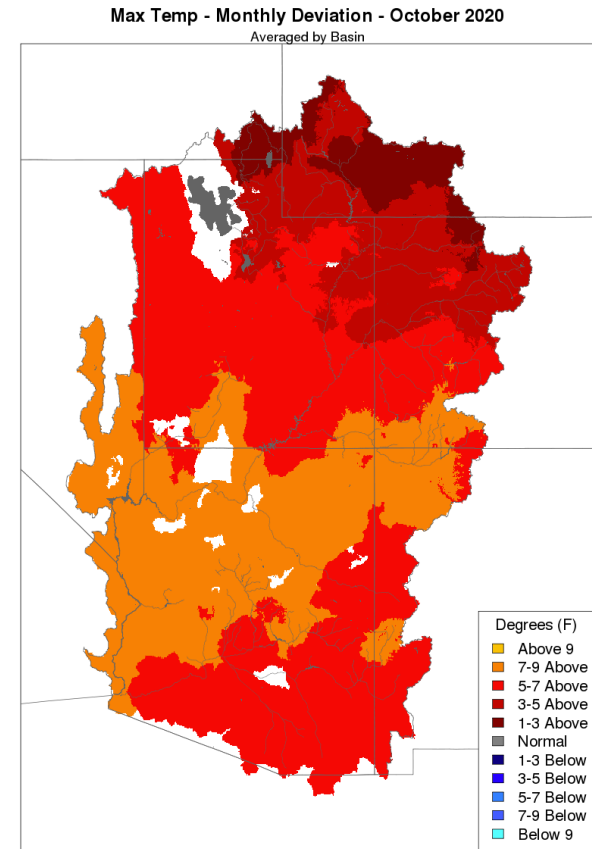 Max Temp - Monthly Deviation - October 2020
Averaged by Basin
Degrees (F)
Above 9
7-9 Above
5-7 Above
3-5 Above
1-3 Above
Normal
1-3 Below
3-5 Below
5-7 Below
7-9 Below
Below 9